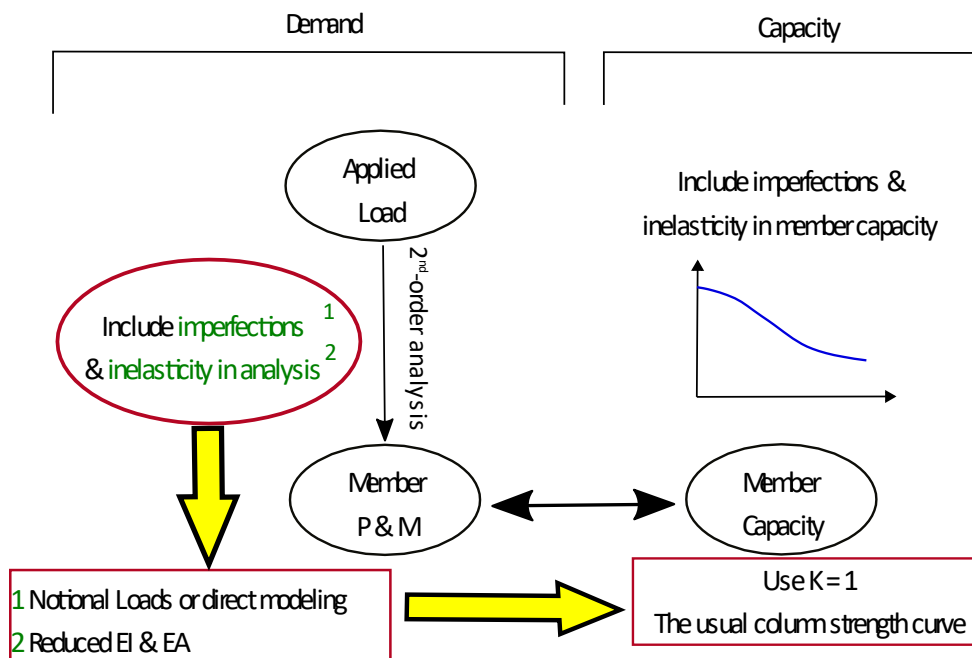 Demand
Capacity
Applied
Load
2nd-order analysis
Include imperfections 1
& inelasticity in analysis 2
Member
P & M
1 Notional Loads or direct modeling
2 Reduced EI & EA
Include imperfections &
inelasticity in member capacity
Member
Capacity
Use K = 1
The usual column strength curve